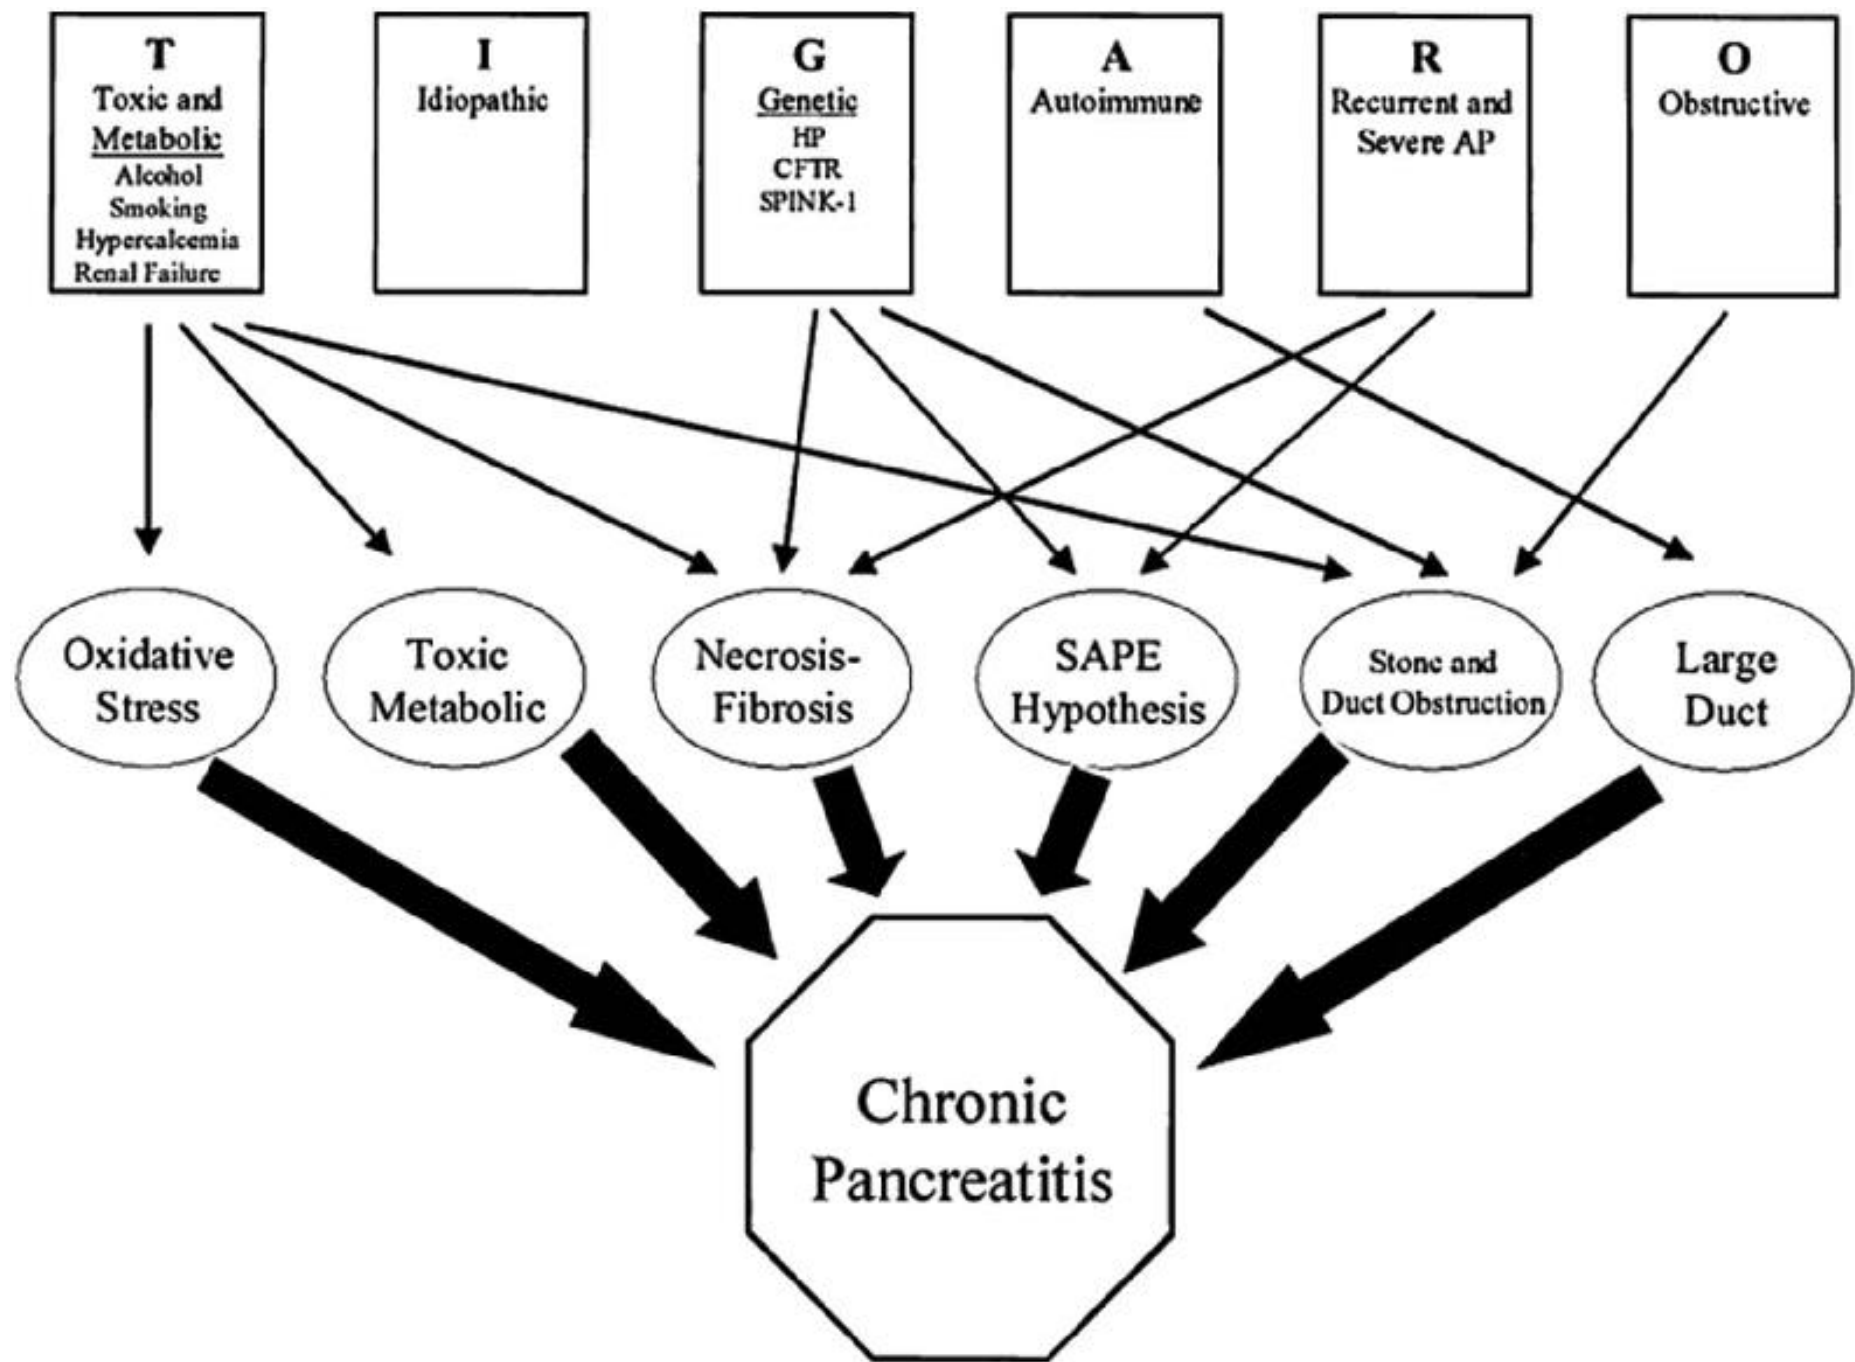 T
Toxic and
Metabolic
Alcohol
Smoking
Hypercalcemia
Renal Failure
I
Idiopathic
G
Genetic
HP
CFTR
SPINK-1
A
Autoimmune
R
Recurrent and
Severe AP
O
Obstructive
Oxidative
Stress
Toxic
Metabolic
Necrosis-
Fibrosis
SAPE
Hypothesis
Stone and
Duct Obstruction
Large
Duct
Chronic
Pancreatitis